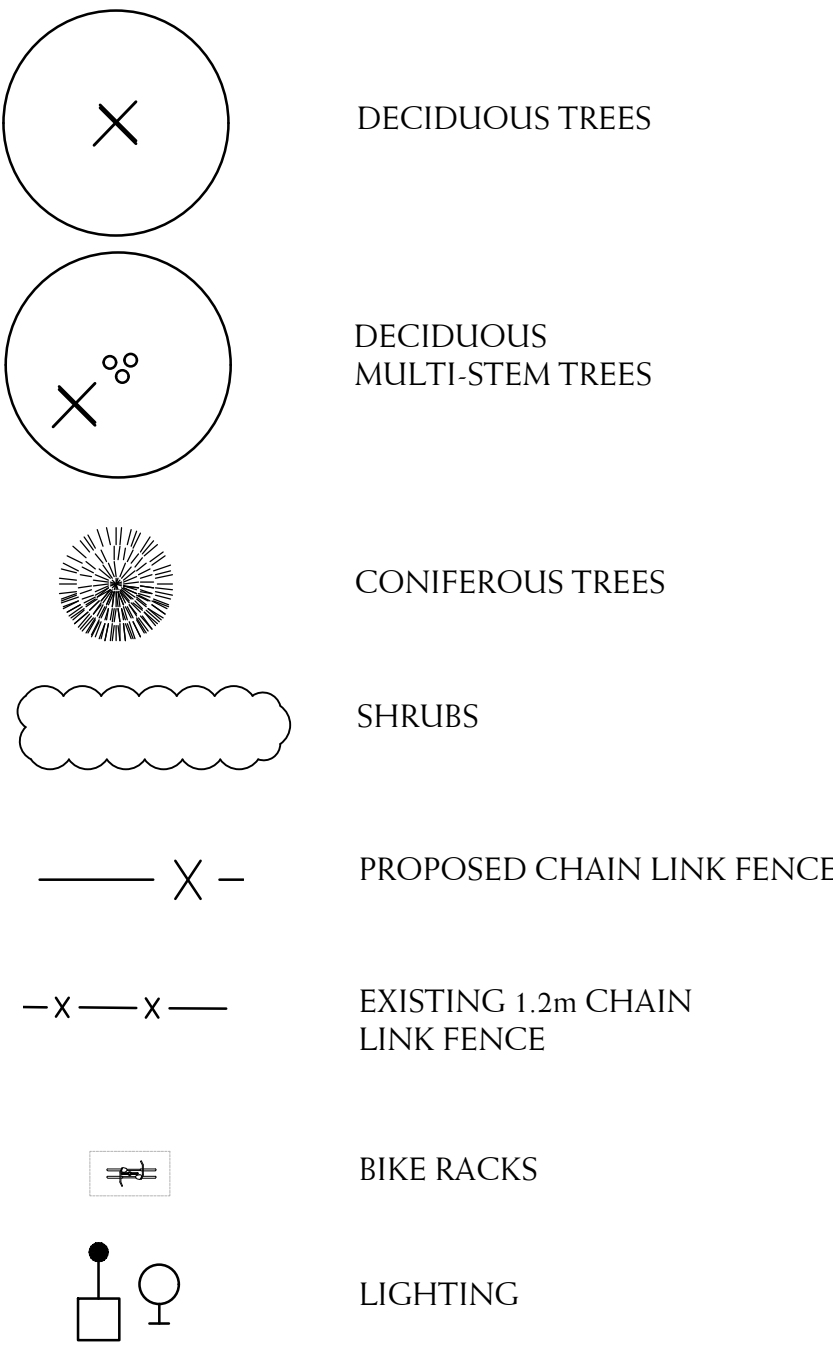 DECIDUOUS TREES
DECIDUOUS
MULTI-STEM TREES
CONIFEROUS TREES
SHRUBS
PROPOSED CHAIN LINK FENCE
EXISTING 1.2m CHAIN
LINK FENCE
BIKE RACKS
LIGHTING